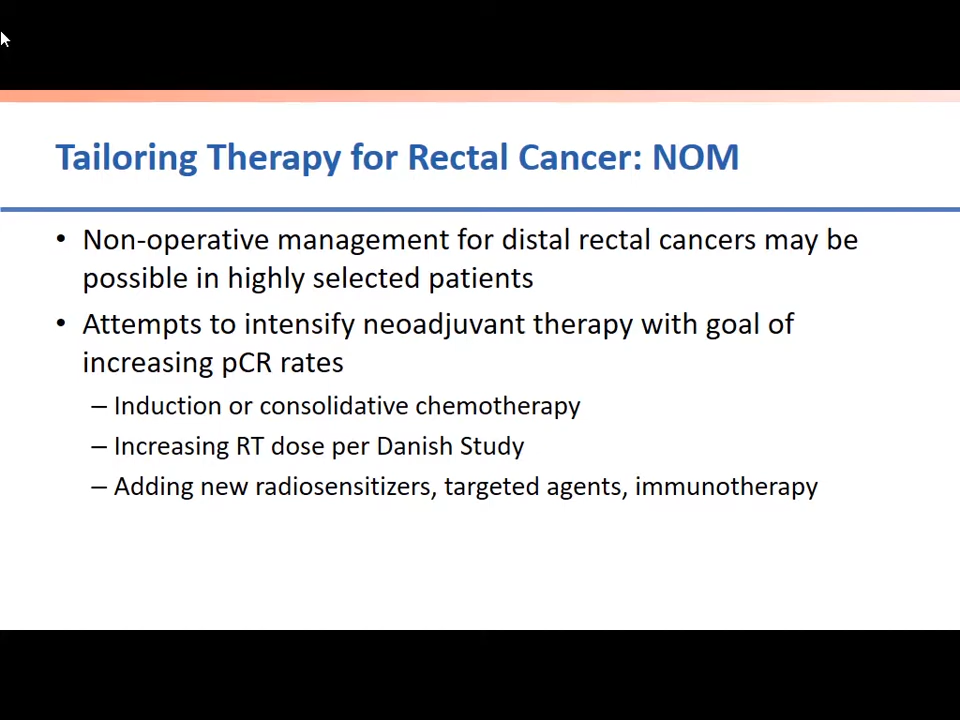 Tailoring Therapy for Rectal Cancer: NOM
• Non-operative management for distal rectal cancers may be
possible in highly selected patients
• Attempts to intensify neoadjuvant therapy with goal of
increasing pCR rates
– Induction or consolidative chemotherapy
– Increasing RT dose per Danish Study
– Adding new radiosensitizers, targeted agents, immunotherapy